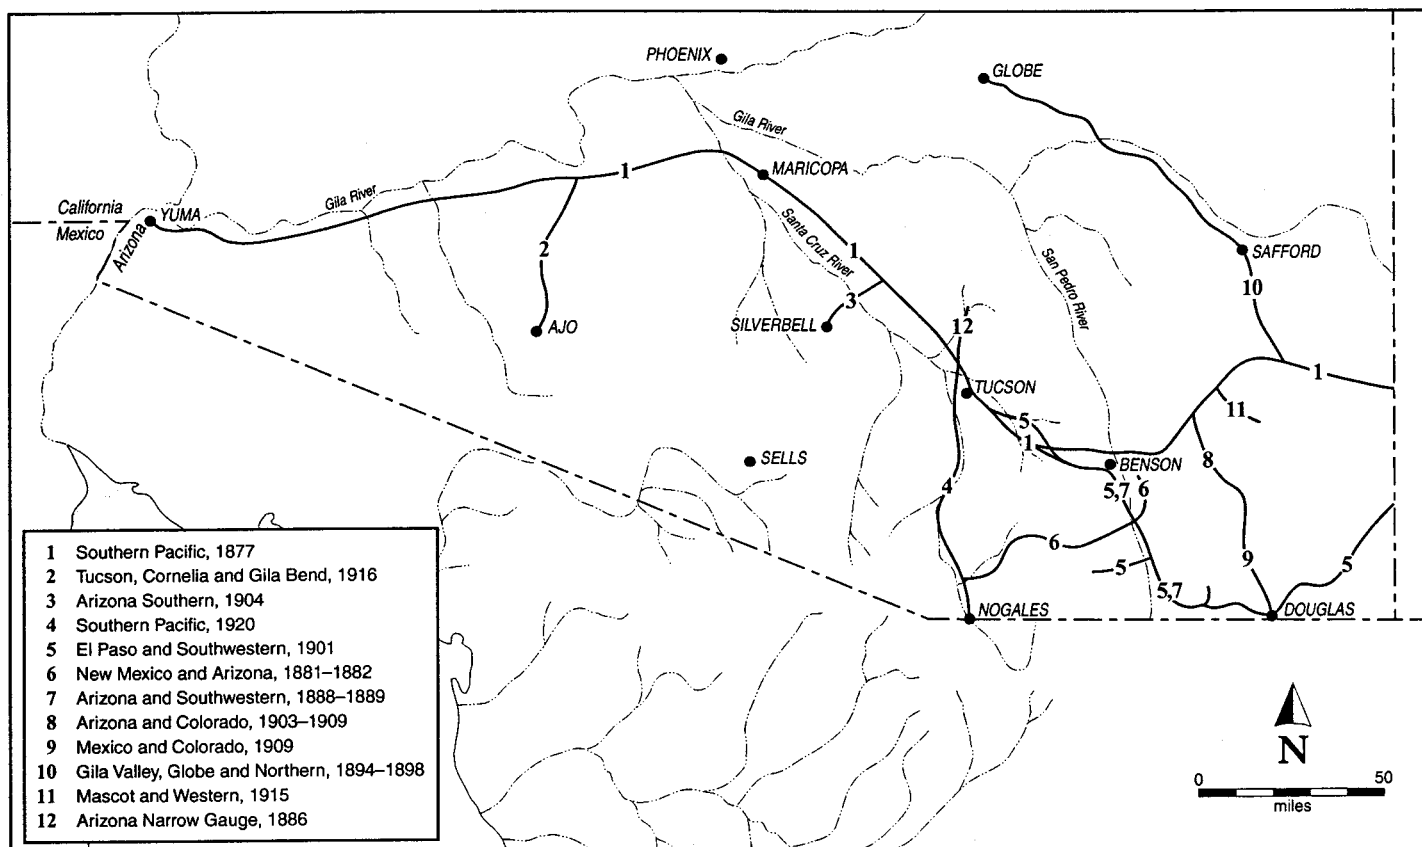 PHOENIX
GLOBE
Gila River
1
MARICOPA
Gila River
California
YUMA
Mexico
Arizona
Santa Cruz River
1
2
San Pedro River
SAFFORD
10
3
SILVERBELL
12
AJO
1
TUCSON
11
5
1
SELLS
BENSON
8
4
5,7
6
6
5
9
5
5,7
NOGALES
DOUGLAS
1 Southern Pacific, 1877
2 Tucson, Cornelia and Gila Bend, 1916
3 Arizona Southern, 1904
4 Southern Pacific, 1920
5 El Paso and Southwestern, 1901
6 New Mexico and Arizona, 1881–1882
7 Arizona and Southwestern, 1888–1889
8 Arizona and Colorado, 1903–1909
9 Mexico and Colorado, 1909
10 Gila Valley, Globe and Northern, 1894–1898
11 Mascot and Western, 1915
12 Arizona Narrow Gauge, 1886
N
0 50
miles